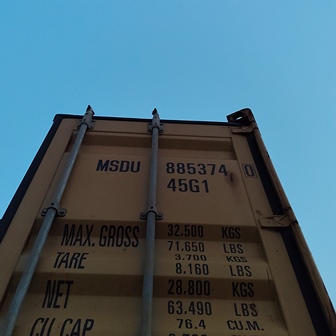 MSDU 885374 0
45G1
MAX. GROSS 32.500 KGS
71.650 LBS
TARE 3.700 KGS
8.160 LBS
NET 28.800 KGS
63.490 LBS
CU. CAP. 76.4 CU.M.